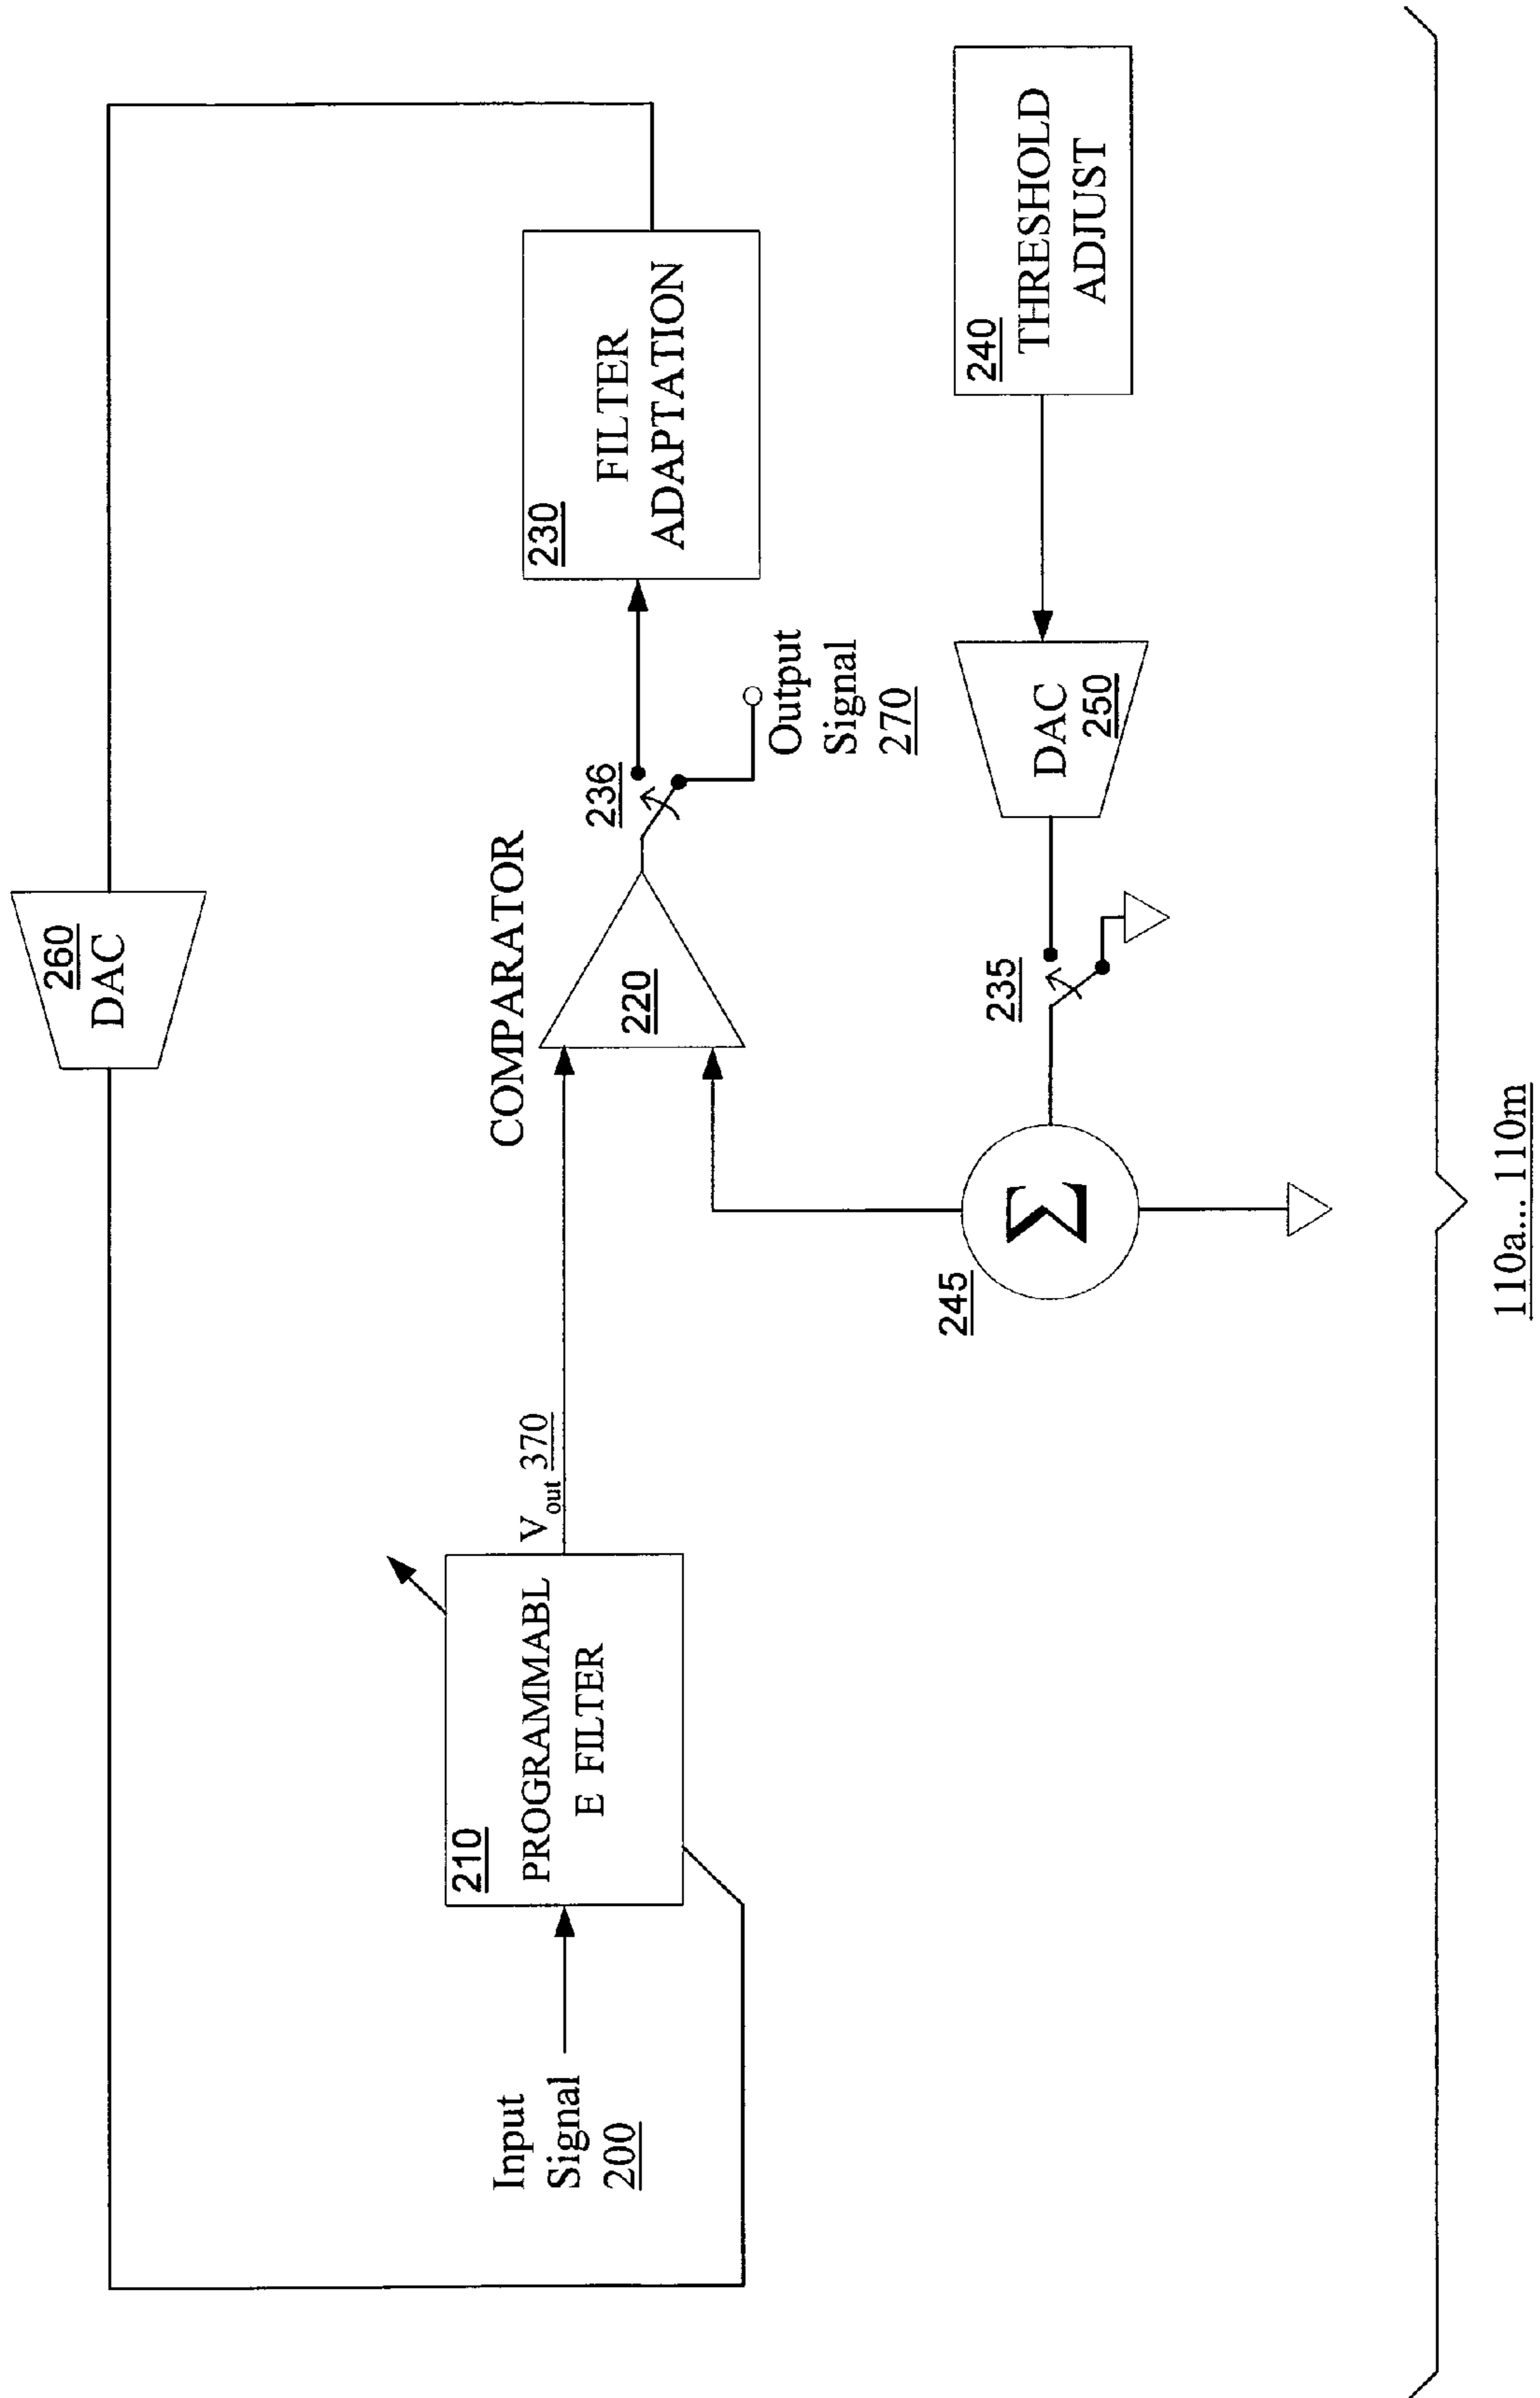 260
DAC
COMPARATOR
220
236
230
FILTER
ADAPTATION
210
PROGRAMMABL
E FILTER
Vout 370
Input
Signal
200
Output
Signal
270
245
Σ
235
DAC
250
240
THRESHOLD
ADJUST
110a... 110m